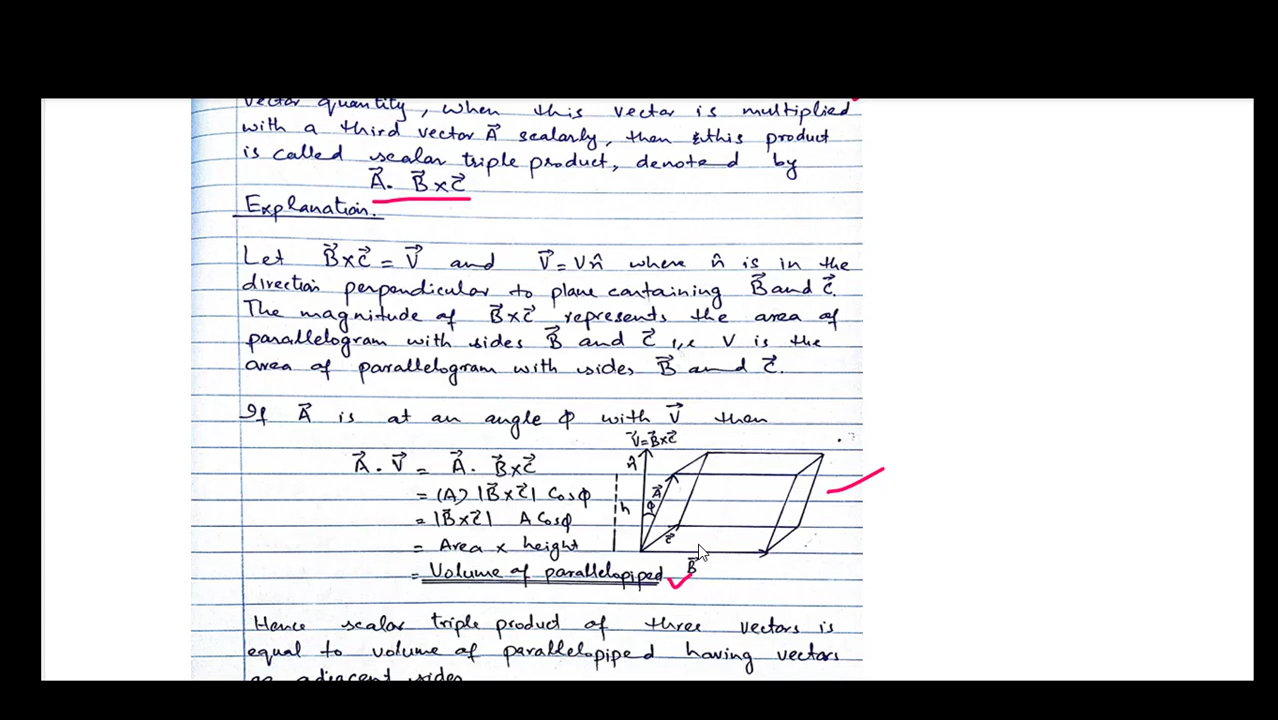 vector quantity, when this vector is multiplied
with a third vector A⃗ scalarly, then this product
is called scalar triple product, denoted by
A⃗. B⃗×C⃗
Explanation.
Let B⃗×C⃗ = V⃗ and V⃗ = Vn̂ where n̂ is in the
direction perpendicular to plane containing B⃗ and C⃗.
The magnitude of B⃗×C⃗ represents the area of
parallelogram with sides B⃗ and C⃗ i,e V is the
area of parallelogram with sides B⃗ and C⃗.
If A⃗ is at an angle Φ with V⃗ then
V⃗=B⃗×C⃗
A⃗. V⃗ = A⃗. B⃗×C⃗
n̂
= (A) |B⃗×C⃗| Cosφ
A⃗
h
φ
= |B⃗×C⃗| A Cosφ
C⃗
= Area × height
B⃗
= Volume of parallelopiped
Hence scalar triple product of three vectors is
equal to volume of parallelopiped having vectors
as adjacent sides